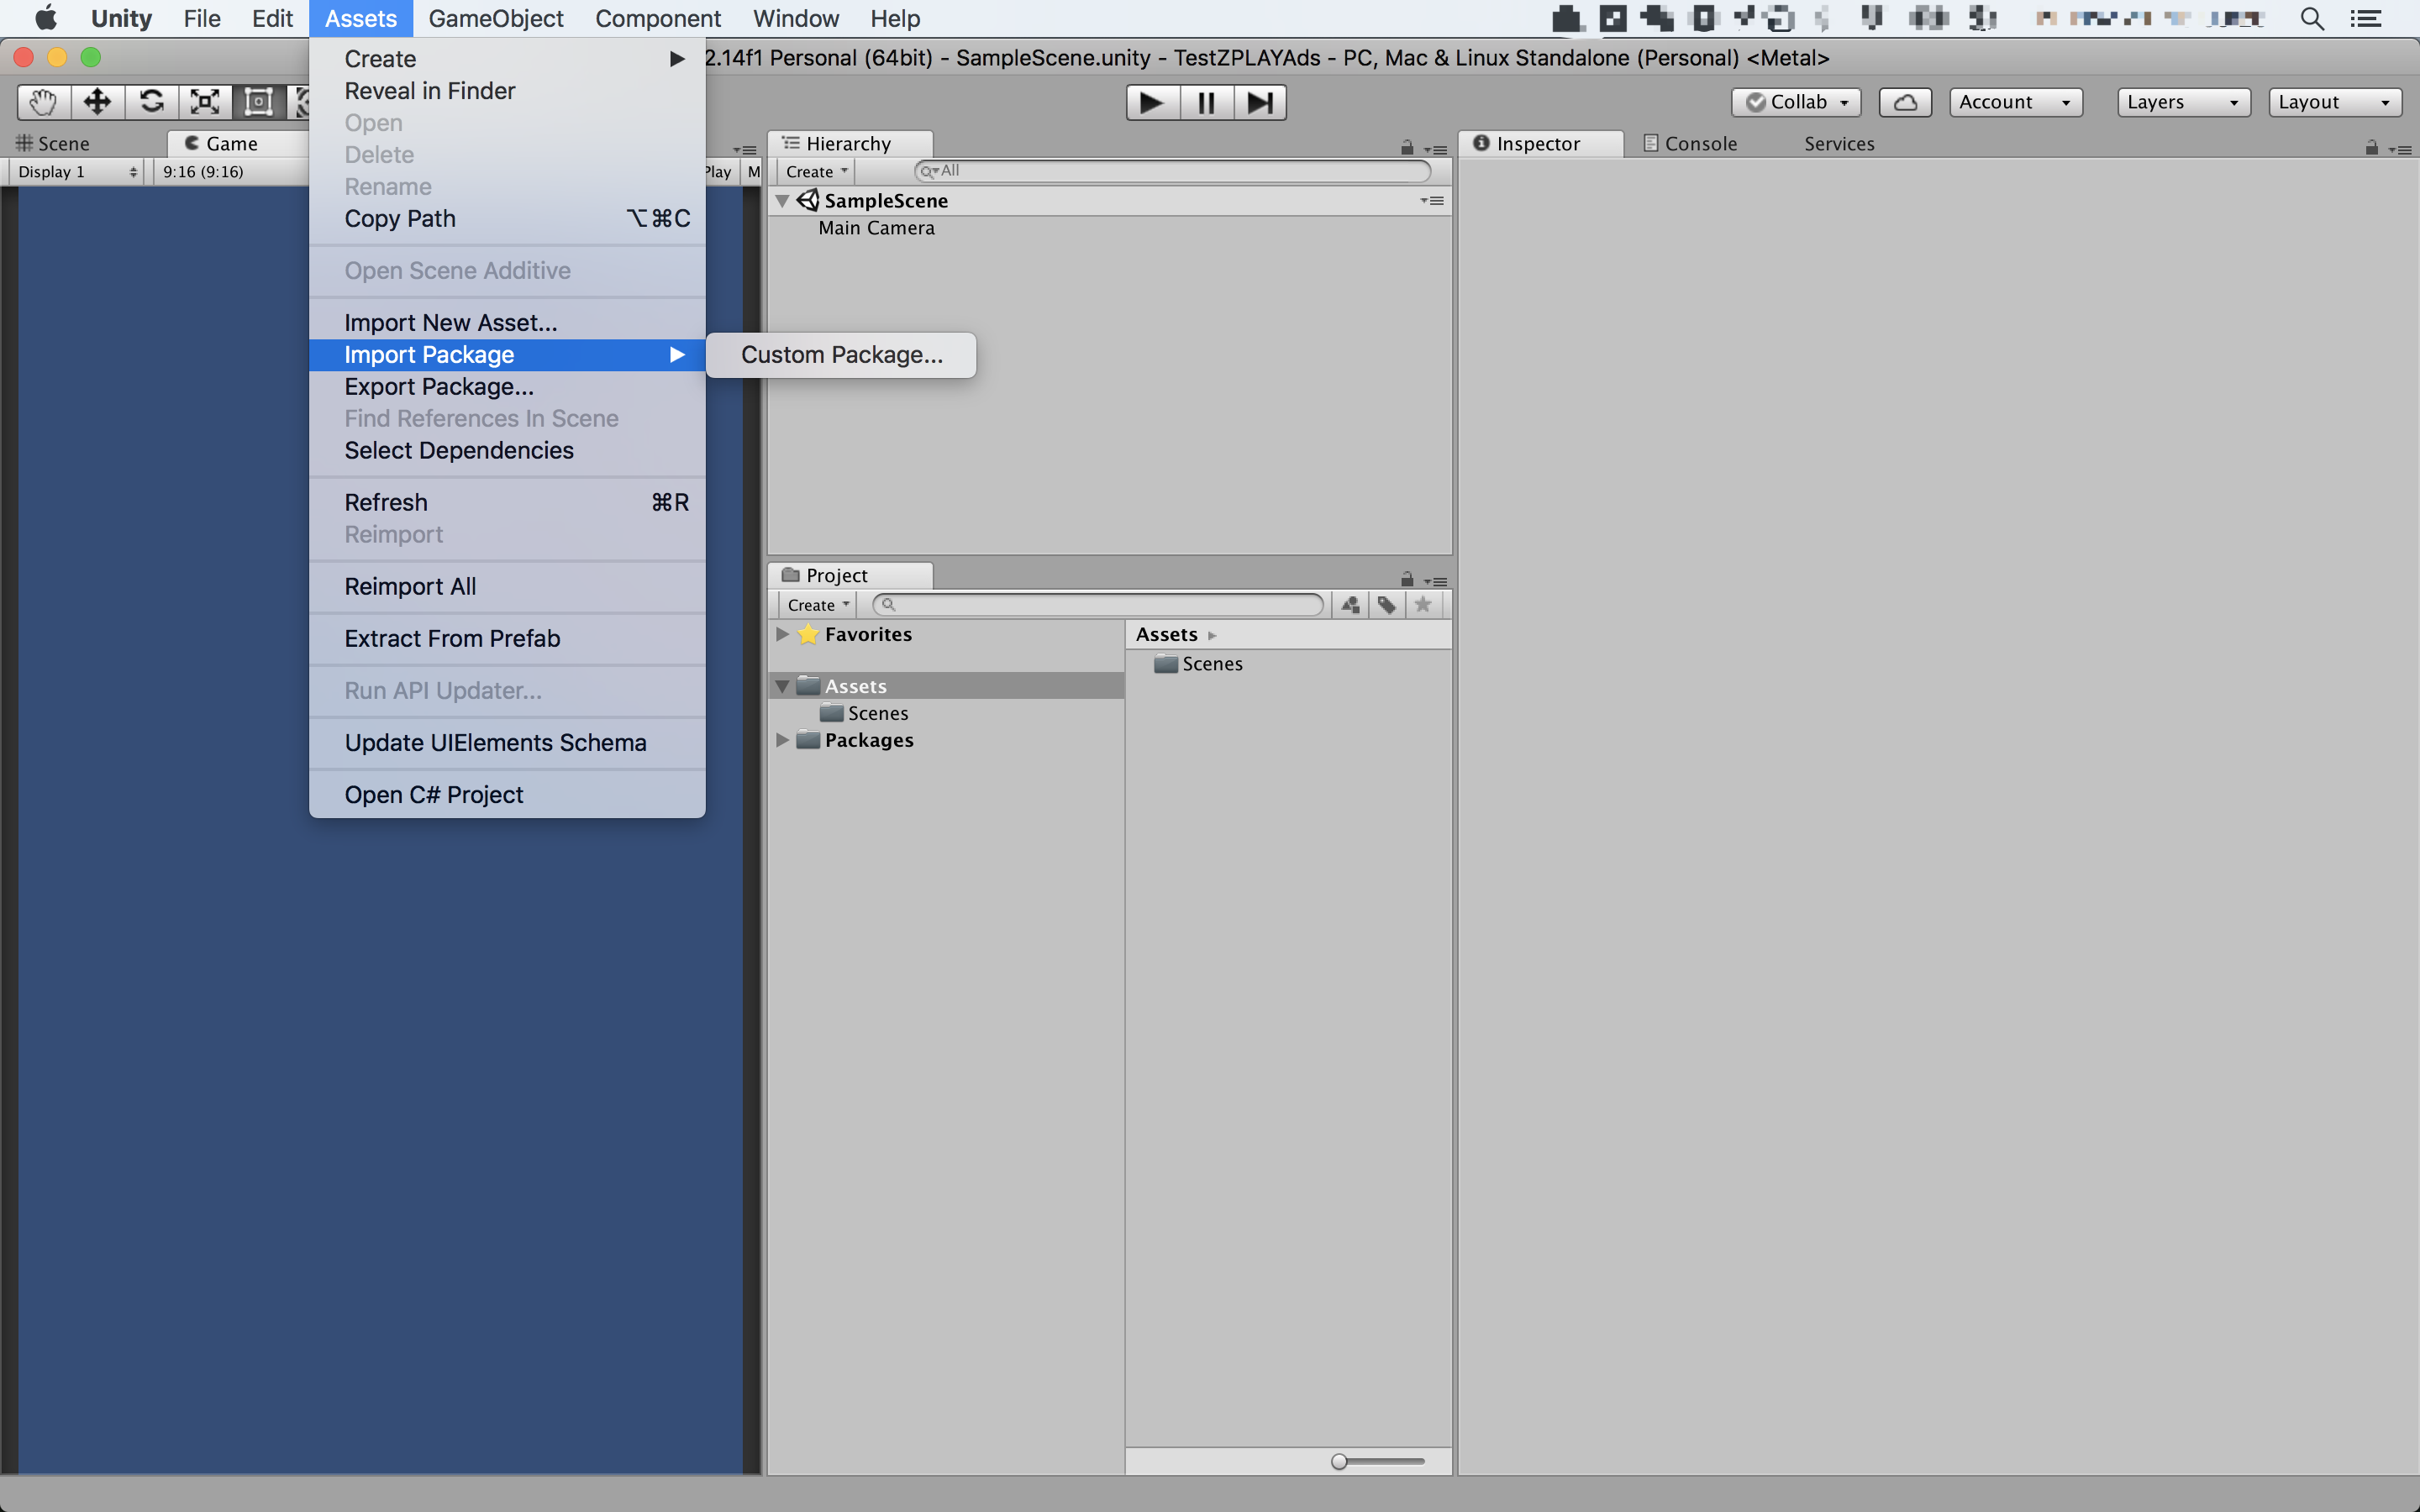 Unity File Edit Assets GameObject Component Window Help
2.14f1 Personal (64bit) - SampleScene.unity - TestZPLAYAds - PC, Mac & Linux Standalone (Personal) <Metal>
Collab Account Layers Layout
Scene Game
Display 1 9:16 (9:16) Play M
Create
Reveal in Finder
Open
Delete
Rename
Copy Path ⌥⌘C
Open Scene Additive
Import New Asset...
Import Package
Custom Package...
Export Package...
Find References In Scene
Select Dependencies
Refresh ⌘R
Reimport
Reimport All
Extract From Prefab
Run API Updater...
Update UIElements Schema
Open C# Project
Hierarchy
Create All
SampleScene
Main Camera
Project
Create
Favorites
Assets
Scenes
Packages
Assets
Scenes
Inspector Console Services